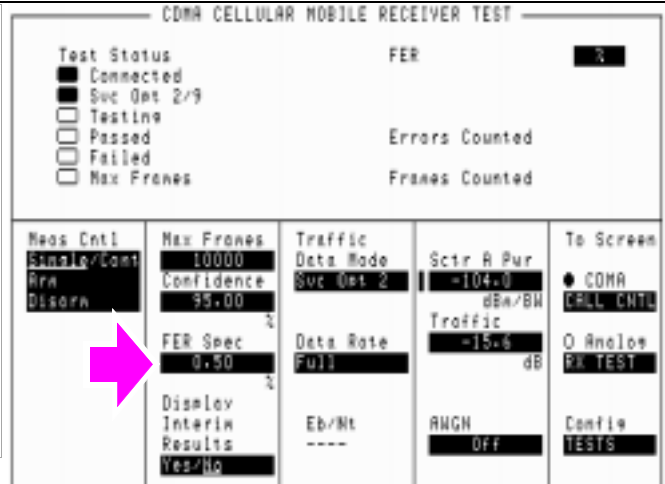 CDMA CELLULAR MOBILE RECEIVER TEST
Test Status
Connected
Svc Opt 2/9
Testing
Passed
Failed
Max Frames
FER
%
Errors Counted
Frames Counted
Meas Cntl
Single/Cont
Arm
Disarm
Max Frames
10000
Confidence
95.00
%
FER Spec
0.50
%
Display
Interim
Results
Yes/No
Traffic
Data Mode
Svc Opt 2
Data Rate
Full
Eb/Nt
----
Sctr A Pwr
-104.0
dBm/BW
Traffic
-15.6
dB
AWGN
Off
To Screen
CDMA
CALL CNTL
Analog
RX TEST
Config
TESTS